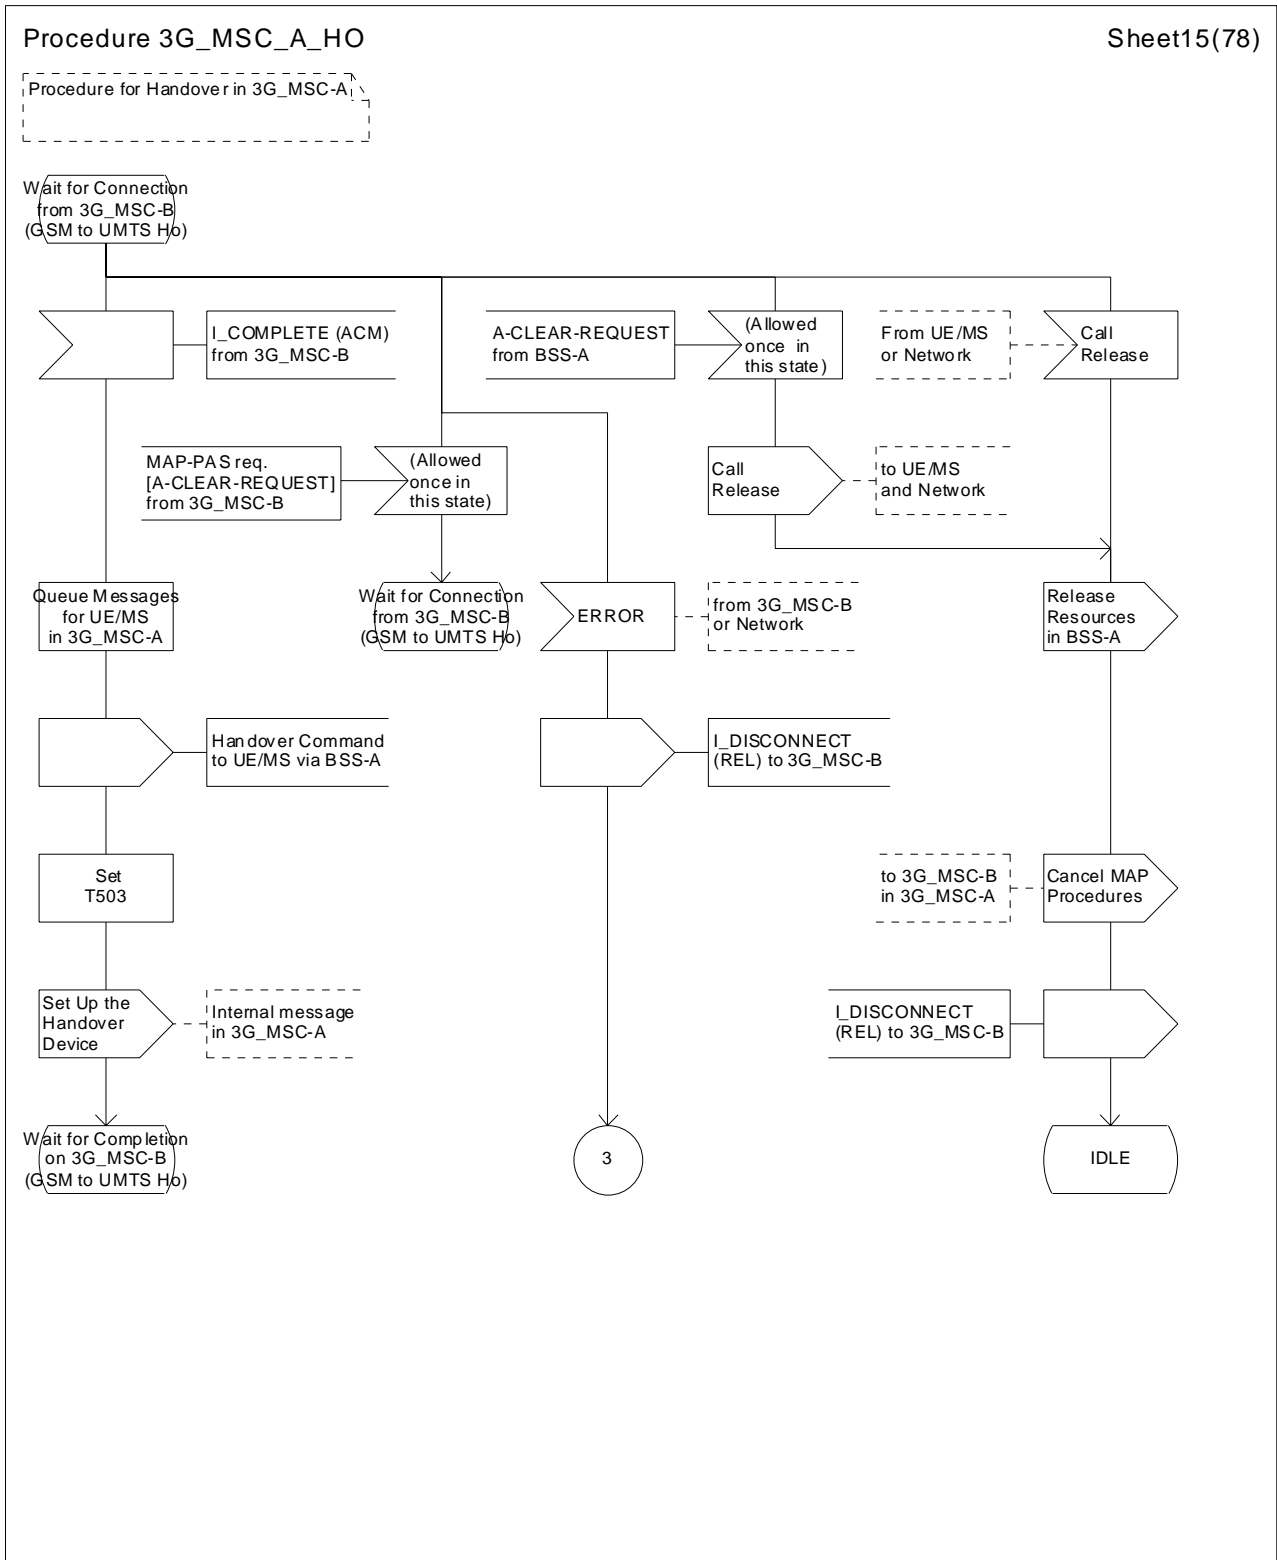 Procedure 3G_MSC_A_HO
Sheet15(78)
Procedure for Handover in 3G_MSC-A
Wait for Connection
from 3G_MSC-B
(GSM to UMTS Ho)
I_COMPLETE (ACM)
from 3G_MSC-B
A-CLEAR-REQUEST
from BSS-A
(Allowed
once in
this state)
From UE/MS
or Network
Call
Release
MAP-PAS req.
[A-CLEAR-REQUEST]
from 3G_MSC-B
(Allowed
once in
this state)
Call
Release
to UE/MS
and Network
Queue Messages
for UE/MS
in 3G_MSC-A
Wait for Connection
from 3G_MSC-B
(GSM to UMTS Ho)
ERROR
from 3G_MSC-B
or Network
Release
Resources
in BSS-A
Handover Command
to UE/MS via BSS-A
I_DISCONNECT
(REL) to 3G_MSC-B
Set
T503
to 3G_MSC-B
in 3G_MSC-A
Cancel MAP
Procedures
Set Up the
Handover
Device
Internal message
in 3G_MSC-A
I_DISCONNECT
(REL) to 3G_MSC-B
Wait for Completion
on 3G_MSC-B
(GSM to UMTS Ho)
3
IDLE